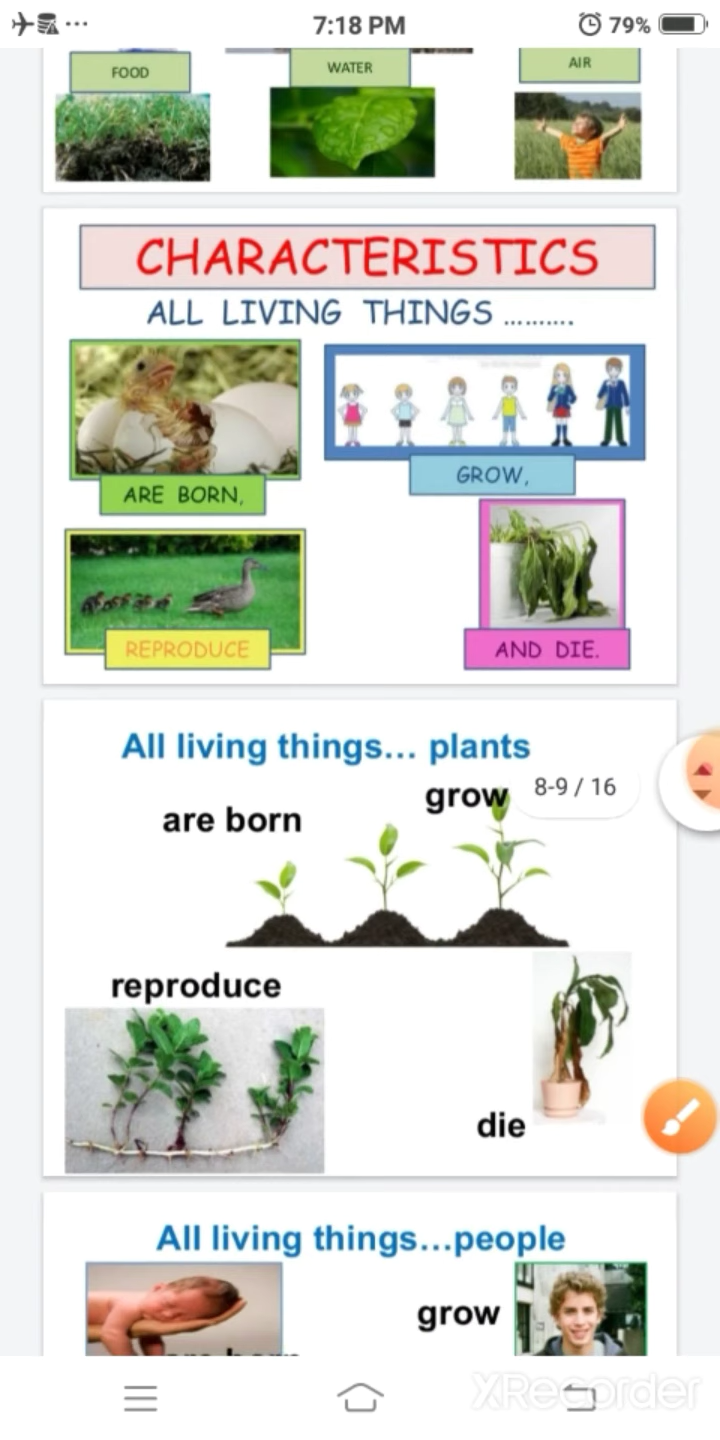 7:18 PM
79%
FOOD
WATER
AIR
CHARACTERISTICS
ALL LIVING THINGS ..........
ARE BORN,
GROW,
REPRODUCE
AND DIE.
All living things... plants
are born
grow
8-9 / 16
reproduce
die
All living things...people
grow
XRecorder